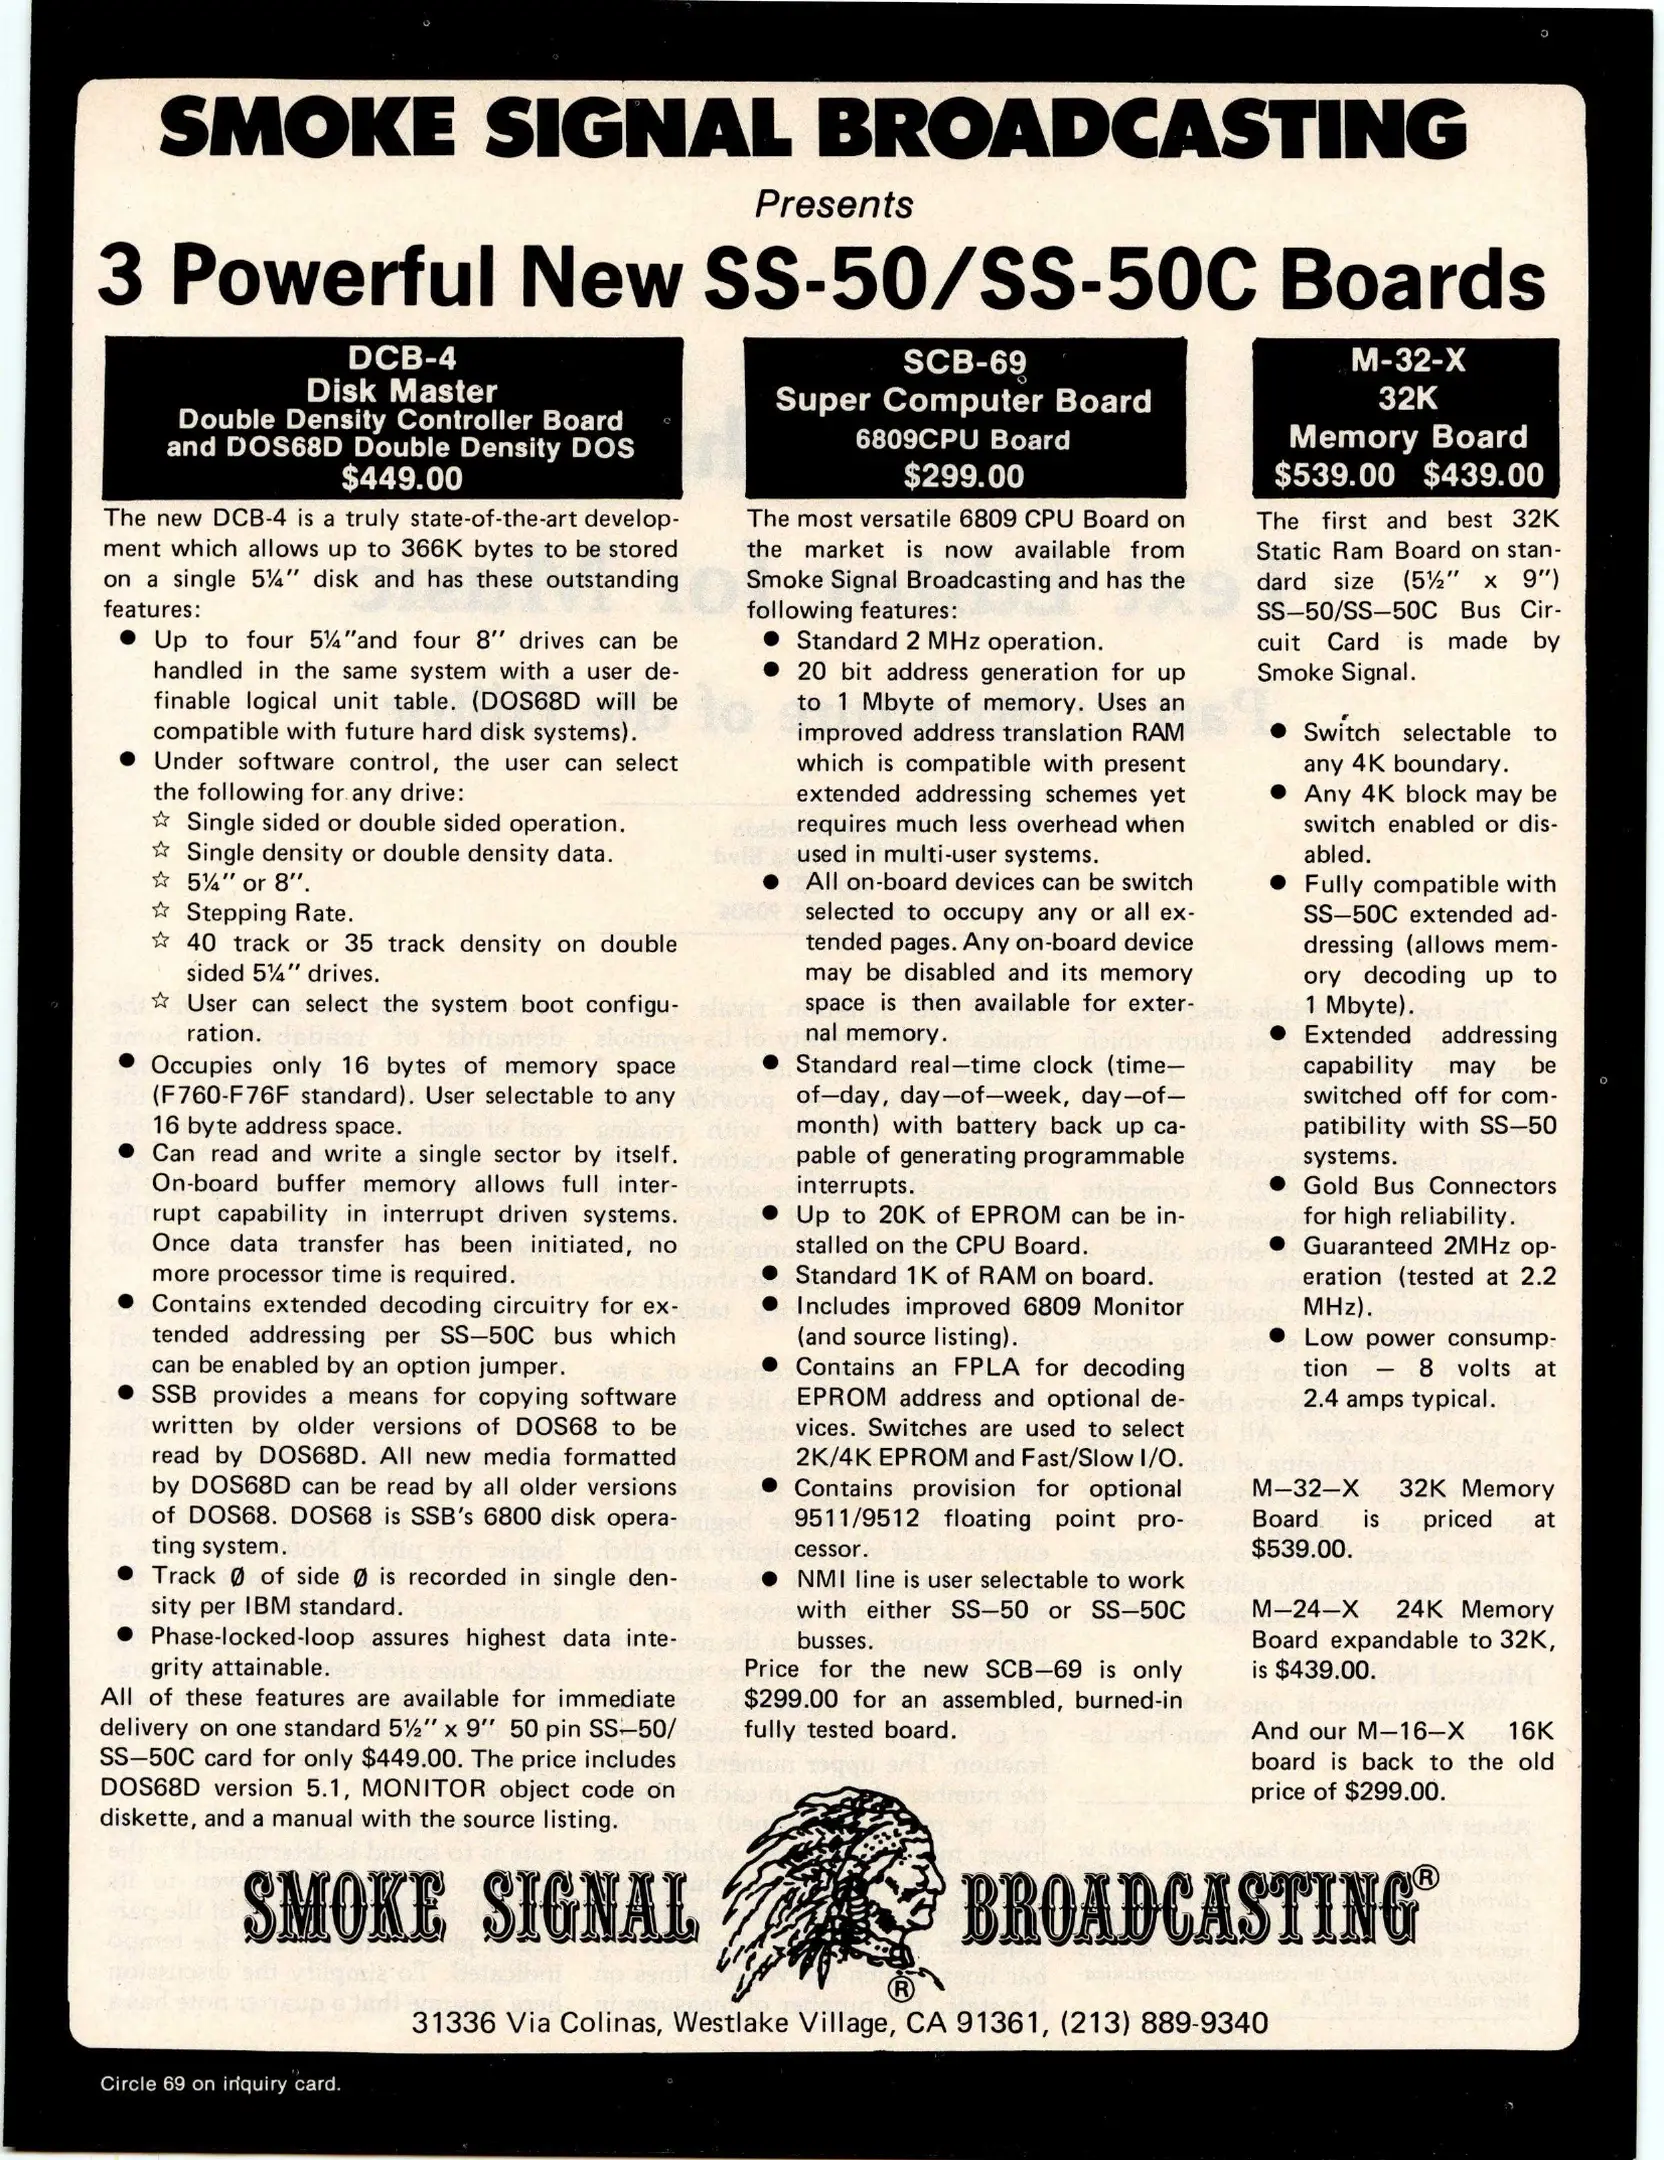 SMOKE SIGNAL BROADCASTING
Presents
3 Powerful New SS-50/SS-50C Boards
DCB-4
Disk Master
Double Density Controller Board
and DOS68D Double Density DOS
$449.00
The new DCB-4 is a truly state-of-the-art develop-
ment which allows up to 366K bytes to be stored
on a single 5¼" disk and has these outstanding
features:
● Up to four 5¼"and four 8" drives can be
handled in the same system with a user de-
finable logical unit table. (DOS68D will be
compatible with future hard disk systems).
● Under software control, the user can select
the following for any drive:
☆ Single sided or double sided operation.
☆ Single density or double density data.
☆ 5¼" or 8".
☆ Stepping Rate.
☆ 40 track or 35 track density on double
sided 5¼" drives.
☆ User can select the system boot configu-
ration.
● Occupies only 16 bytes of memory space
(F760-F76F standard). User selectable to any
16 byte address space.
● Can read and write a single sector by itself.
On-board buffer memory allows full inter-
rupt capability in interrupt driven systems.
Once data transfer has been initiated, no
more processor time is required.
● Contains extended decoding circuitry for ex-
tended addressing per SS—50C bus which
can be enabled by an option jumper.
● SSB provides a means for copying software
written by older versions of DOS68 to be
read by DOS68D. All new media formatted
by DOS68D can be read by all older versions
of DOS68. DOS68 is SSB's 6800 disk opera-
ting system.
● Track Ø of side Ø is recorded in single den-
sity per IBM standard.
● Phase-locked-loop assures highest data inte-
grity attainable.
All of these features are available for immediate
delivery on one standard 5½" x 9" 50 pin SS—50/
SS—50C card for only $449.00. The price includes
DOS68D version 5.1, MONITOR object code on
diskette, and a manual with the source listing.
SCB-69
Super Computer Board
6809CPU Board
$299.00
The most versatile 6809 CPU Board on
the market is now available from
Smoke Signal Broadcasting and has the
following features:
● Standard 2 MHz operation.
● 20 bit address generation for up
to 1 Mbyte of memory. Uses an
improved address translation RAM
which is compatible with present
extended addressing schemes yet
requires much less overhead when
used in multi-user systems.
● All on-board devices can be switch
selected to occupy any or all ex-
tended pages. Any on-board device
may be disabled and its memory
space is then available for exter-
nal memory.
● Standard real—time clock (time—
of—day, day—of—week, day—of—
month) with battery back up ca-
pable of generating programmable
interrupts.
● Up to 20K of EPROM can be in-
stalled on the CPU Board.
● Standard 1K of RAM on board.
● Includes improved 6809 Monitor
(and source listing).
● Contains an FPLA for decoding
EPROM address and optional de-
vices. Switches are used to select
2K/4K EPROM and Fast/Slow I/O.
● Contains provision for optional
9511/9512 floating point pro-
cessor.
● NMI line is user selectable to work
with either SS—50 or SS—50C
busses.
Price for the new SCB—69 is only
$299.00 for an assembled, burned-in
fully tested board.
M-32-X
32K
Memory Board
$539.00 $439.00
The first and best 32K
Static Ram Board on stan-
dard size (5½" x 9")
SS—50/SS—50C Bus Cir-
cuit Card is made by
Smoke Signal.
● Switch selectable to
any 4K boundary.
● Any 4K block may be
switch enabled or dis-
abled.
● Fully compatible with
SS—50C extended ad-
dressing (allows mem-
ory decoding up to
1 Mbyte).
● Extended addressing
capability may be
switched off for com-
patibility with SS—50
systems.
● Gold Bus Connectors
for high reliability.
● Guaranteed 2MHz op-
eration (tested at 2.2
MHz).
● Low power consump-
tion — 8 volts at
2.4 amps typical.
M—32—X 32K Memory
Board is priced at
$539.00.
M—24—X 24K Memory
Board expandable to 32K,
is $439.00.
And our M—16—X 16K
board is back to the old
price of $299.00.
SMOKE SIGNAL BROADCASTING®
®
31336 Via Colinas, Westlake Village, CA 91361, (213) 889-9340
Circle 69 on inquiry card.